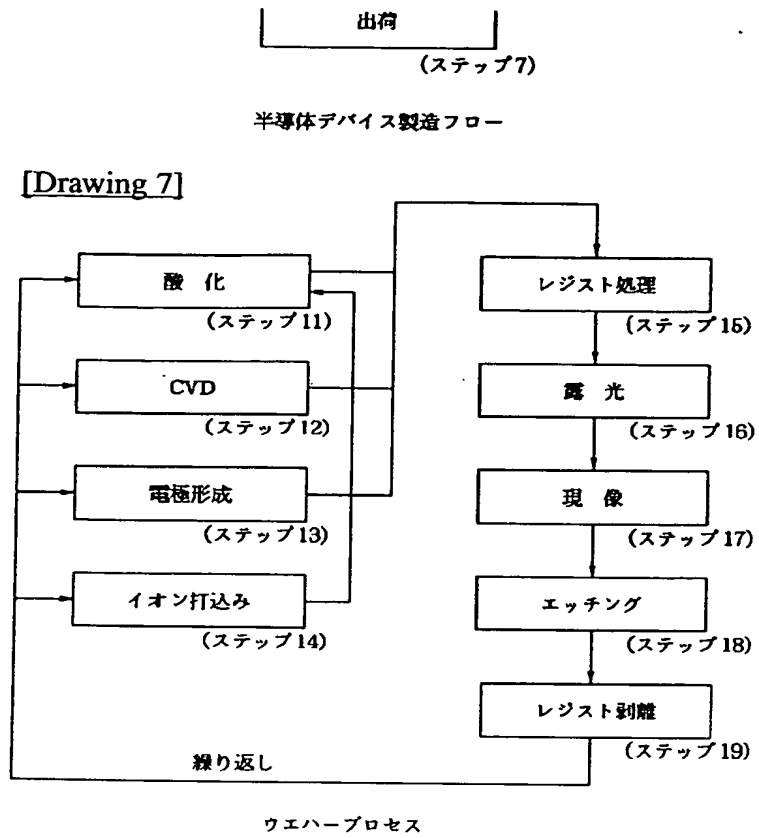 出荷
(ステップ7)
半導体デバイス製造フロー
[Drawing 7]
酸 化
(ステップ11)
CVD
(ステップ12)
電極形成
(ステップ13)
イオン打込み
(ステップ14)
レジスト処理
(ステップ15)
露 光
(ステップ16)
現 像
(ステップ17)
エッチング
(ステップ18)
レジスト剥離
(ステップ19)
繰り返し
ウエハープロセス